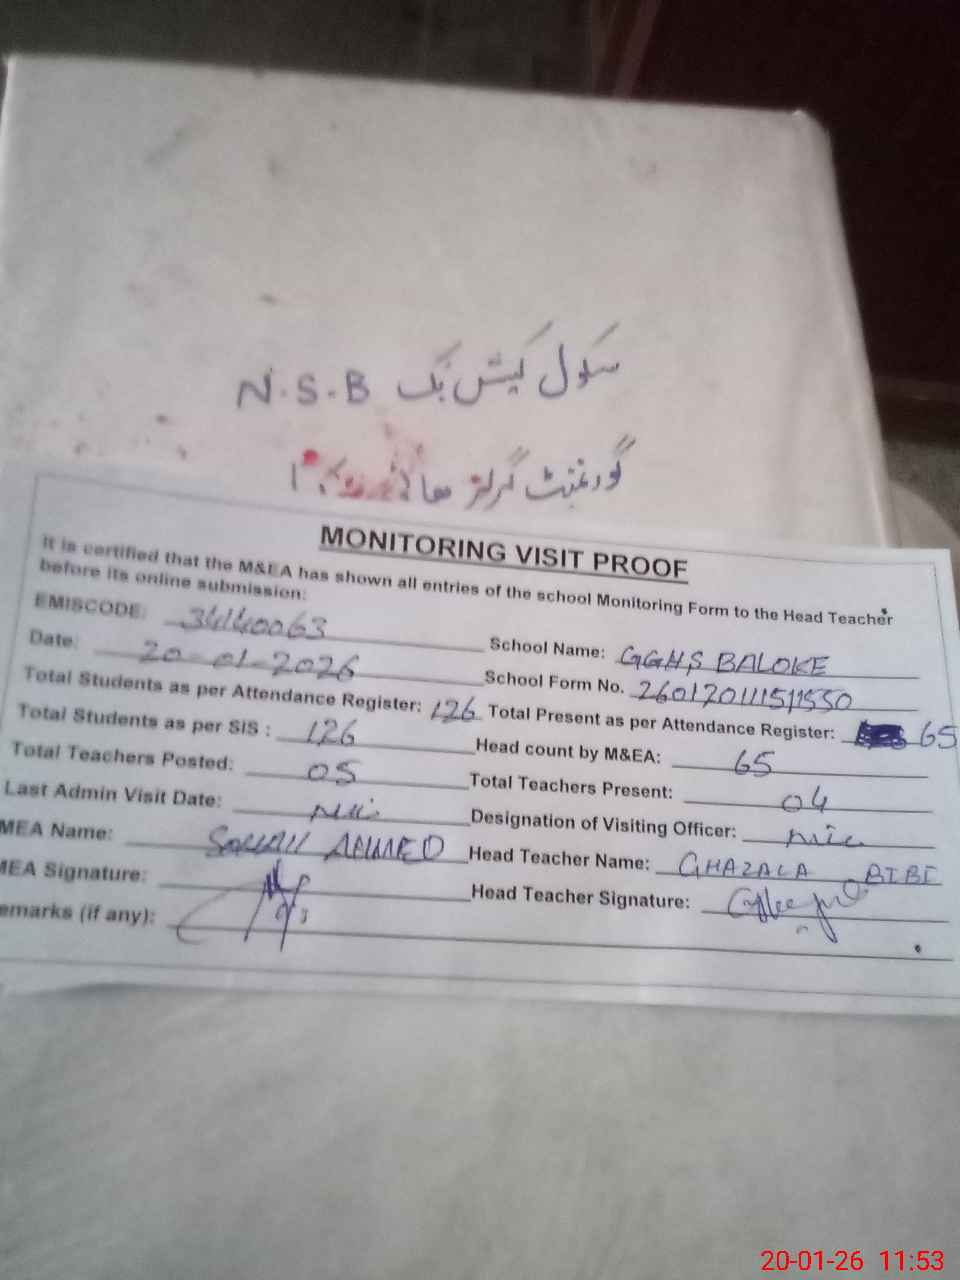 سکول کیش بک N.S.B
گورنمنٹ گرلز
MONITORING VISIT PROOF
It is certified that the M&EA has shown all entries of the school Monitoring Form to the Head Teacher
before its online submission:
EMISCODE: 34140063 School Name: GGHS BALOKE
Date: 20-01-2026 School Form No.
Total Students as per Attendance Register: 126 Total Present as per Attendance Register: 65
Total Students as per SIS : 126 Head count by M&EA: 65
Total Teachers Posted: 05 Total Teachers Present: 04
Last Admin Visit Date: Designation of Visiting Officer:
MEA Name: AHMED Head Teacher Name: GHAZALA BIBI
MEA Signature: Head Teacher Signature:
emarks (if any):
20-01-26 11:53